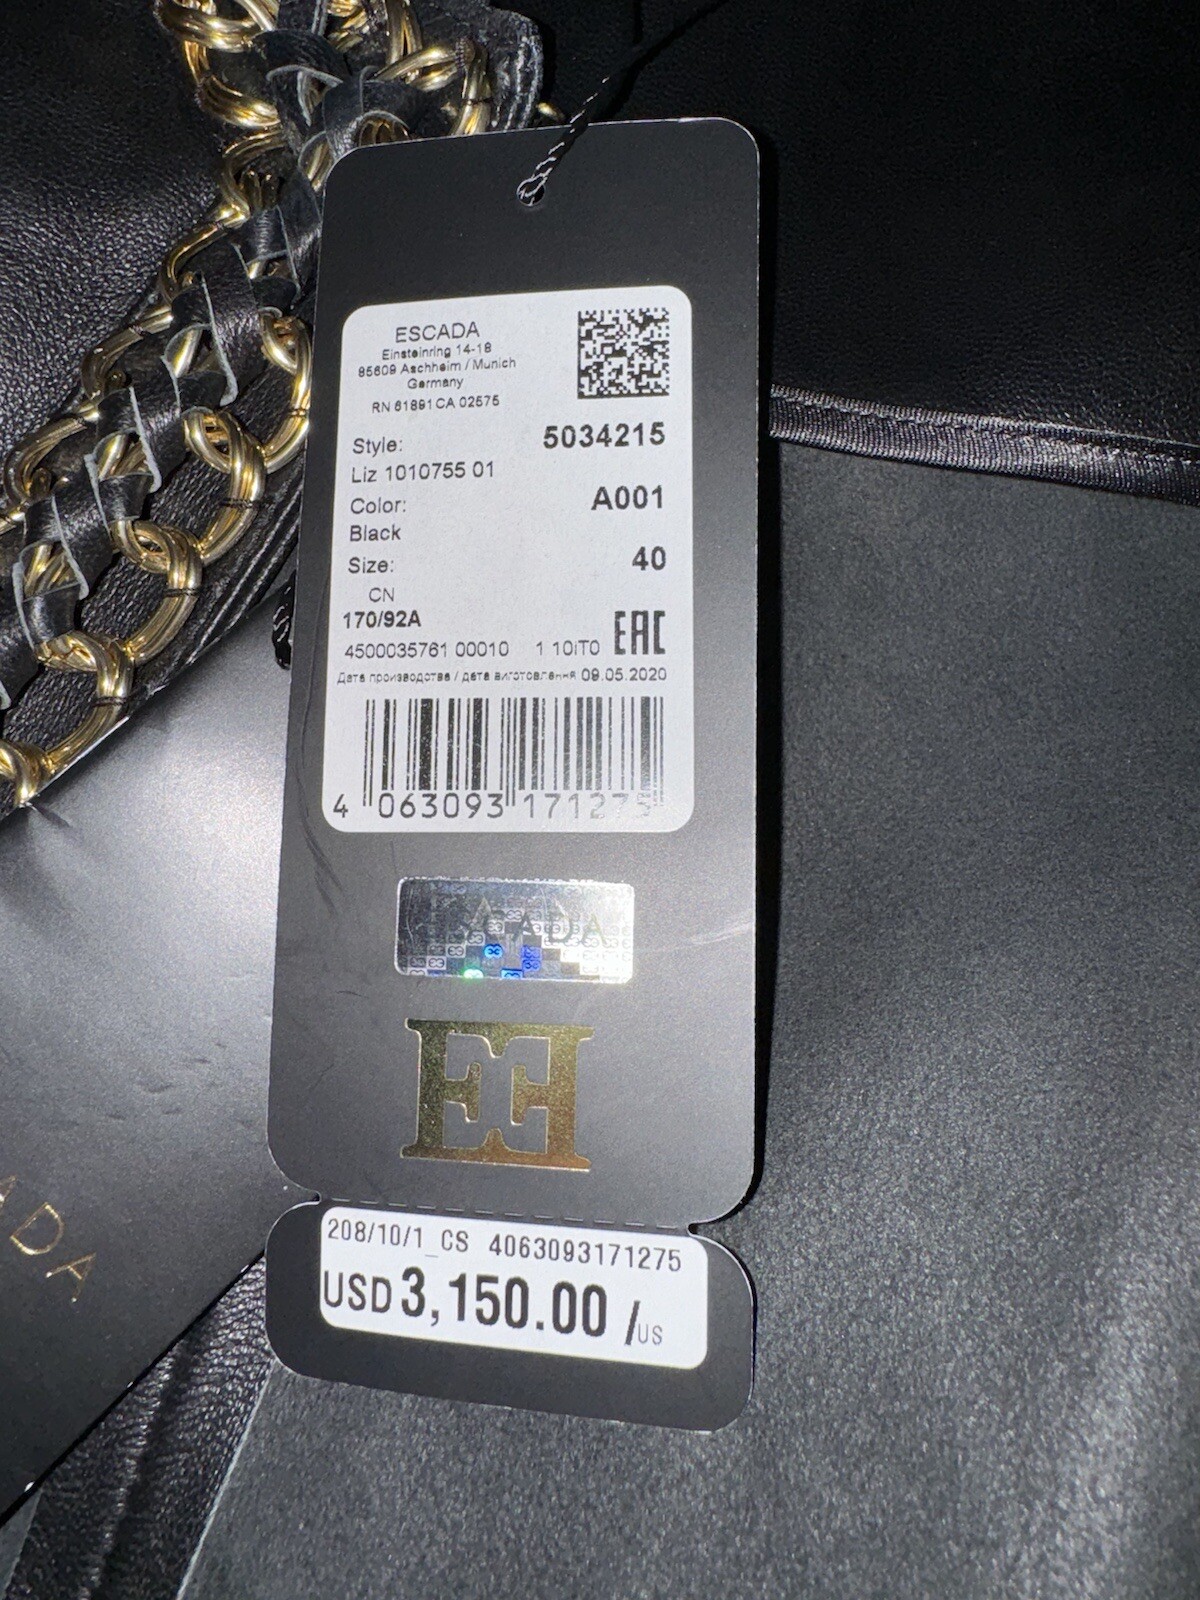 ESCADA
Einsteinring 14-18
85609 Aschheim / Munich
Germany
RN 61891 CA 02575
Style: 5034215
Liz 1010755 01
Color: A001
Black
Size: 40
CN
170/92A
EAC
4500035761 00010 1 10iT0
Дата производства / дата виготовлення 09.05.2020
4 063093 171275
ADA
208/10/1_CS 4063093171275
USD 3,150.00 /US
ADA